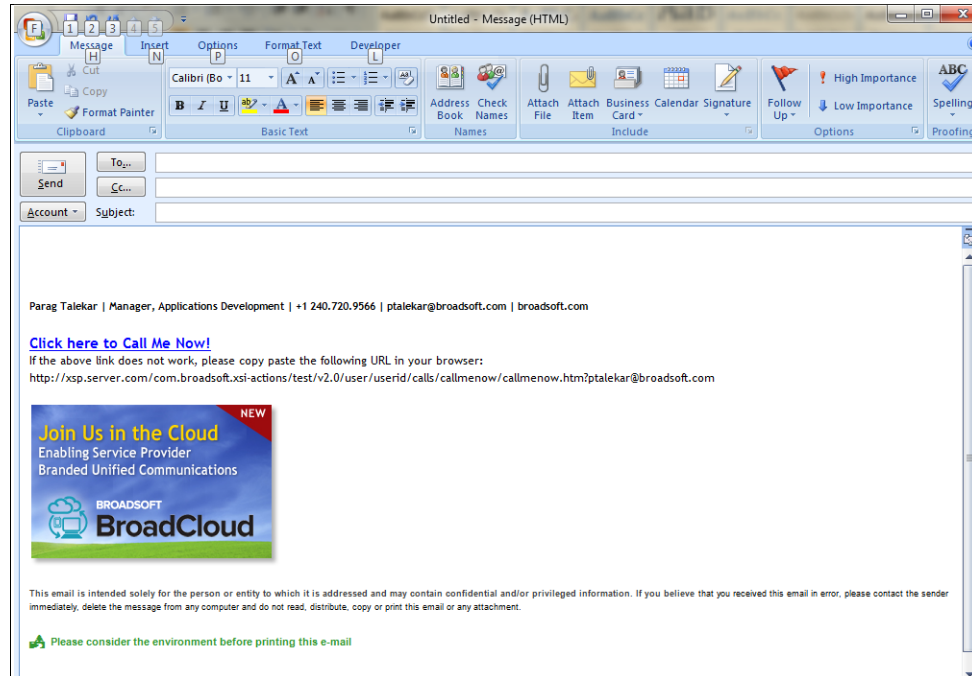 Untitled - Message (HTML)
F 1 2 3 4 5
Message Insert Options Format Text Developer
H N P O L
Paste
Cut
Copy
Format Painter
Clipboard
Calibri (Bo 11 A A
B I U ab A
Basic Text
Address Book
Check Names
Names
Attach File
Attach Item
Business Card
Calendar
Signature
Include
Follow Up
High Importance
Low Importance
Options
ABC
Spelling
Proofing
Send
To...
Cc...
Account
Subject:
Parag Talekar | Manager, Applications Development | +1 240.720.9566 | ptalekar@broadsoft.com | broadsoft.com
Click here to Call Me Now!
If the above link does not work, please copy paste the following URL in your browser:
http://xsp.server.com/com.broadsoft.xsi-actions/test/v2.0/user/userid/calls/callmenow/callmenow.htm?ptalekar@broadsoft.com
NEW
Join Us in the Cloud
Enabling Service Provider
Branded Unified Communications
BROADSOFT
BroadCloud
This email is intended solely for the person or entity to which it is addressed and may contain confidential and/or privileged information. If you believe that you received this email in error, please contact the sender
immediately, delete the message from any computer and do not read, distribute, copy or print this email or any attachment.
Please consider the environment before printing this e-mail